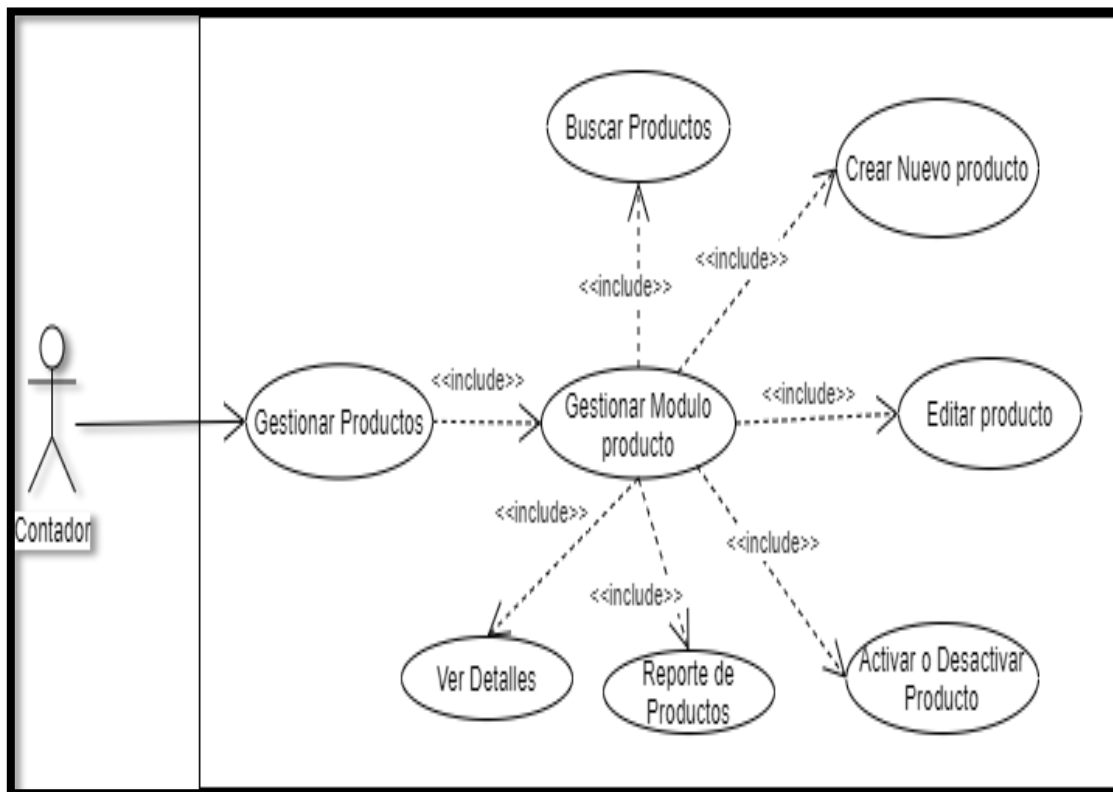 Buscar Productos
Crear Nuevo producto
<<include>>
<<include>>
<<include>>
<<include>>
Gestionar Productos
Gestionar Modulo
producto
Editar producto
Contador
<<include>>
<<include>>
<<include>>
Ver Detalles
Reporte de
Productos
Activar o Desactivar
Producto